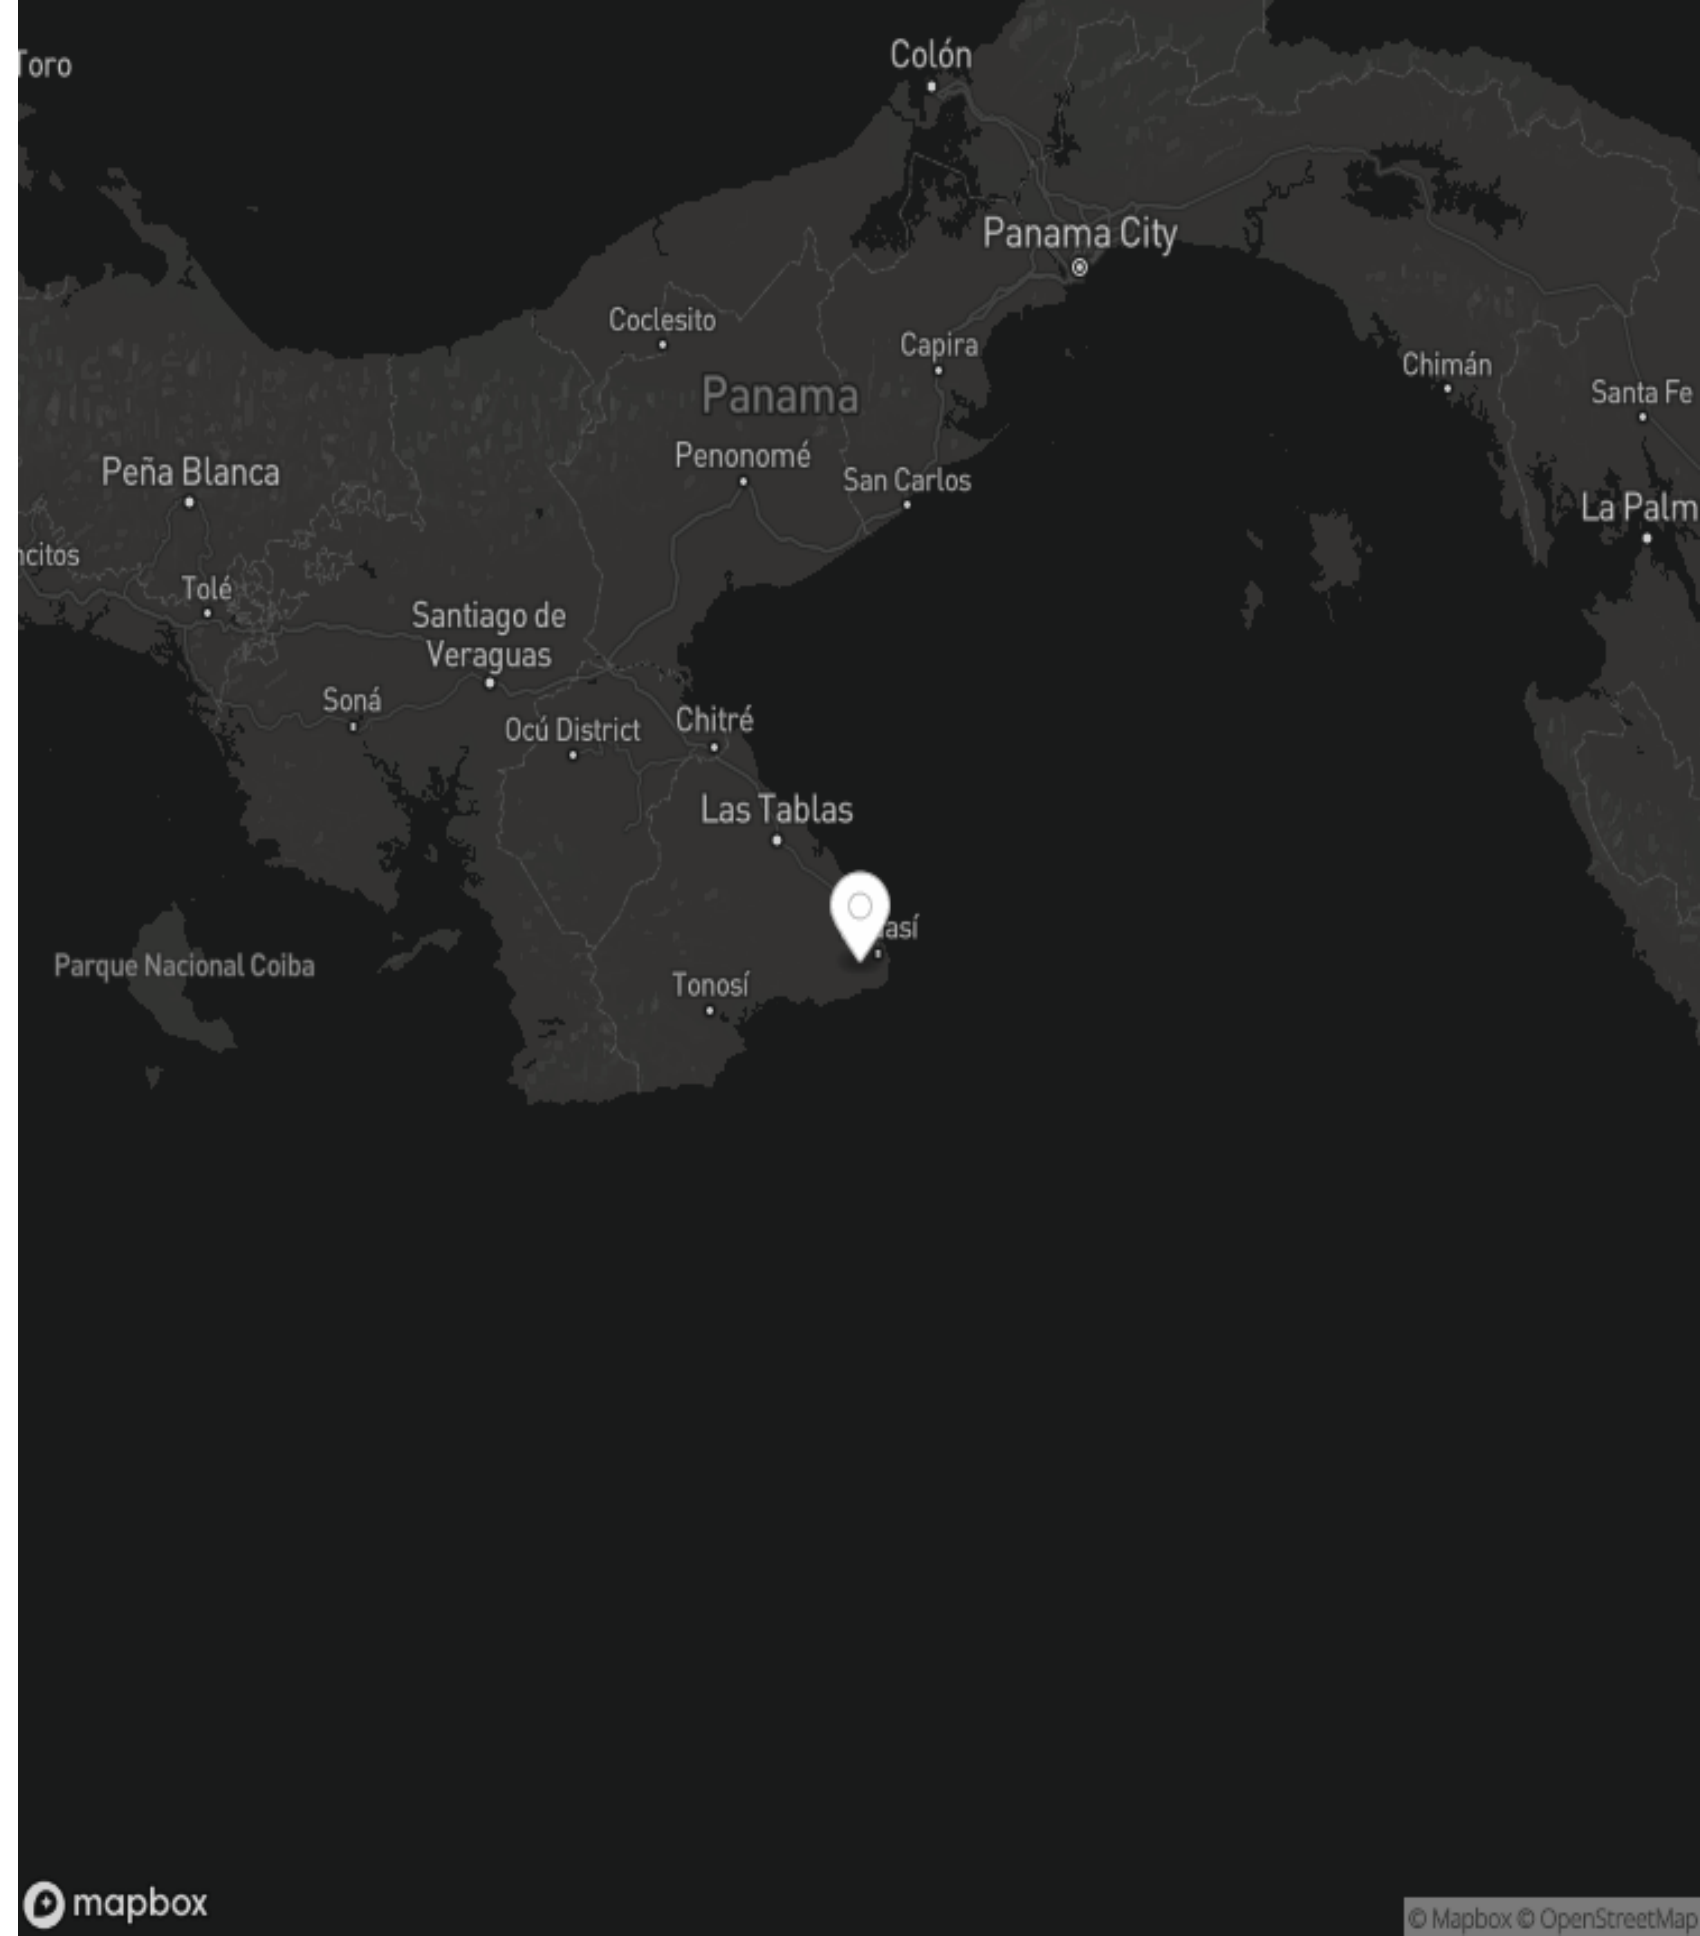 Toro
Colón
Panama City
Coclesito
Capira
Chimán
Santa Fe
Panama
Penonomé
Peña Blanca
San Carlos
La Palm
ncitos
Tolé
Santiago de
Veraguas
Soná
Ocú District
Chitré
Las Tablas
así
Parque Nacional Coiba
Tonosí
mapbox
© Mapbox © OpenStreetMap